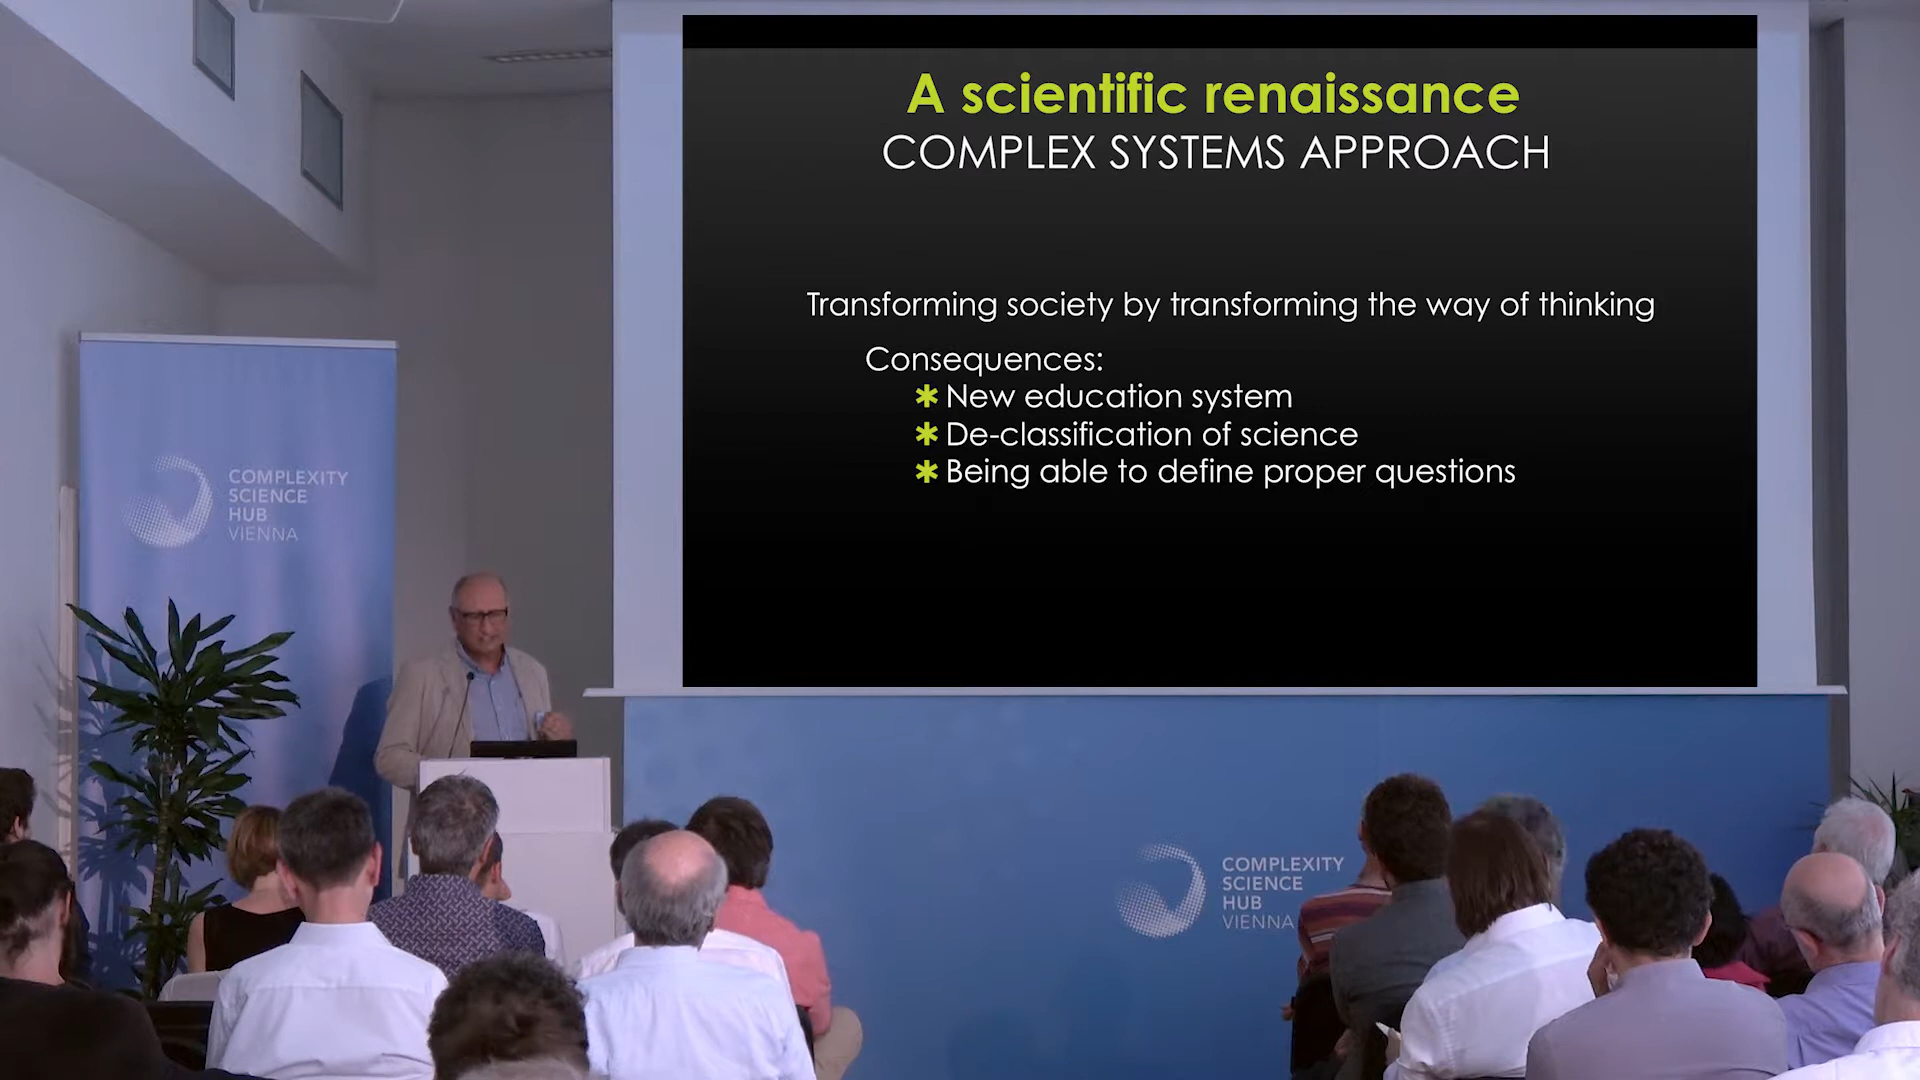 A scientific renaissance
COMPLEX SYSTEMS APPROACH
Transforming society by transforming the way of thinking
Consequences:
✱ New education system
✱ De-classification of science
✱ Being able to define proper questions
COMPLEXITY
SCIENCE
HUB
VIENNA
COMPLEXITY
SCIENCE
HUB
VIENNA